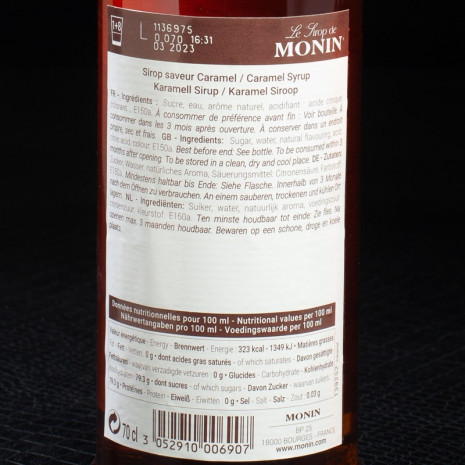 1+8
L 1136975
0 070 16:31
03 2023
Le Sirop de
MONIN
Sirop saveur Caramel / Caramel Syrup
Karamell Sirup / Karamel Siroop
FR - Ingrédients : Sucre, eau, arôme naturel, acidifiant : acide citrique,
colorant , E150a. À consommer de préférence avant fin : Voir bouteille. À
consommer dans les 3 mois après ouverture. À conserver dans un endroit
propre, sec et frais. GB - Ingredients: Sugar, water, natural flavouring, acid:
citric acid, colour: E150a. Best before end: See bottle. To be consumed within 3
months after opening. To be stored in a clean, dry and cool place. DE - Zutaten:
Zucker, Wasser, natürliches Aroma, Säuerungsmittel: Citronensäure, Farbstoff:
E150a. Mindestens haltbar bis Ende: Siehe Flasche. Innerhalb von 3 Monate
nach dem Öffnen zu verbrauchen. An einem sauberen, trockenen und kühlen Ort
lagern. NL - Ingrediënten: Suiker, water, natuurlijk aroma, voedingszuur:
citroenzuur, kleurstof: E150a. Ten minste houdbaar tot einde: Zie fles. Na
openen max. 3 maanden houdbaar. Bewaren op een schone, droge en koele
plaats.
Données nutritionnelles pour 100 ml - Nutritional values per 100 ml
Nährwertangaben pro 100 ml - Voedingswaarde per 100 ml
Valeur énergétique - Energy - Brennwert - Energie : 323 kcal - 1349 kJ - Matières grasses
- Fat - Fett - Vetten : 0 g • dont acides gras saturés - of which saturates - Davon gesättigte
Fettsäuren - waarvan verzadigde vetzuren : 0 g • Glucides - Carbohydrate - Kohlenhydrate
- Koolhydraten : 79.3 g • dont sucres - of which sugars - Davon Zucker - waarvan suikers :
79.3 g • Protéines - Protein - Eiweiß - Eiwitten : 0 g • Sel - Salt - Salz - Zout : 0.03 g
70 cl
3 052910 006907
MONIN
BP 25
18000 BOURGES - FRANCE